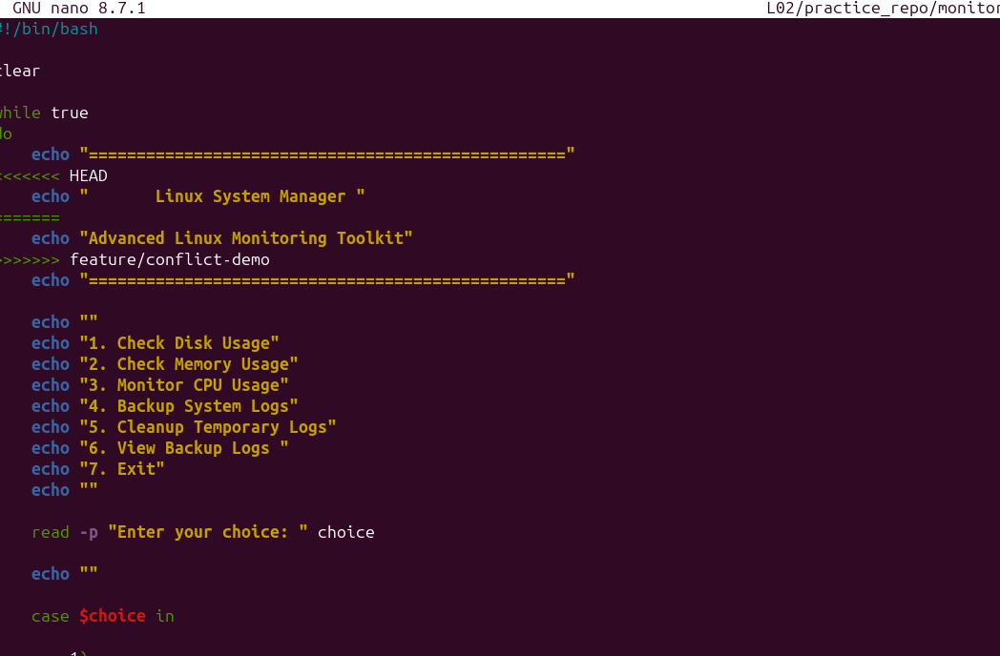 GNU nano 8.7.1 L02/practice_repo/monitor
#!/bin/bash
clear
while true
do
echo "=================================================="
<<<<<<< HEAD
echo "       Linux System Manager "
=======
echo "Advanced Linux Monitoring Toolkit"
>>>>>>> feature/conflict-demo
echo "=================================================="
echo ""
echo "1. Check Disk Usage"
echo "2. Check Memory Usage"
echo "3. Monitor CPU Usage"
echo "4. Backup System Logs"
echo "5. Cleanup Temporary Logs"
echo "6. View Backup Logs "
echo "7. Exit"
echo ""
read -p "Enter your choice: " choice
echo ""
case $choice in
1)